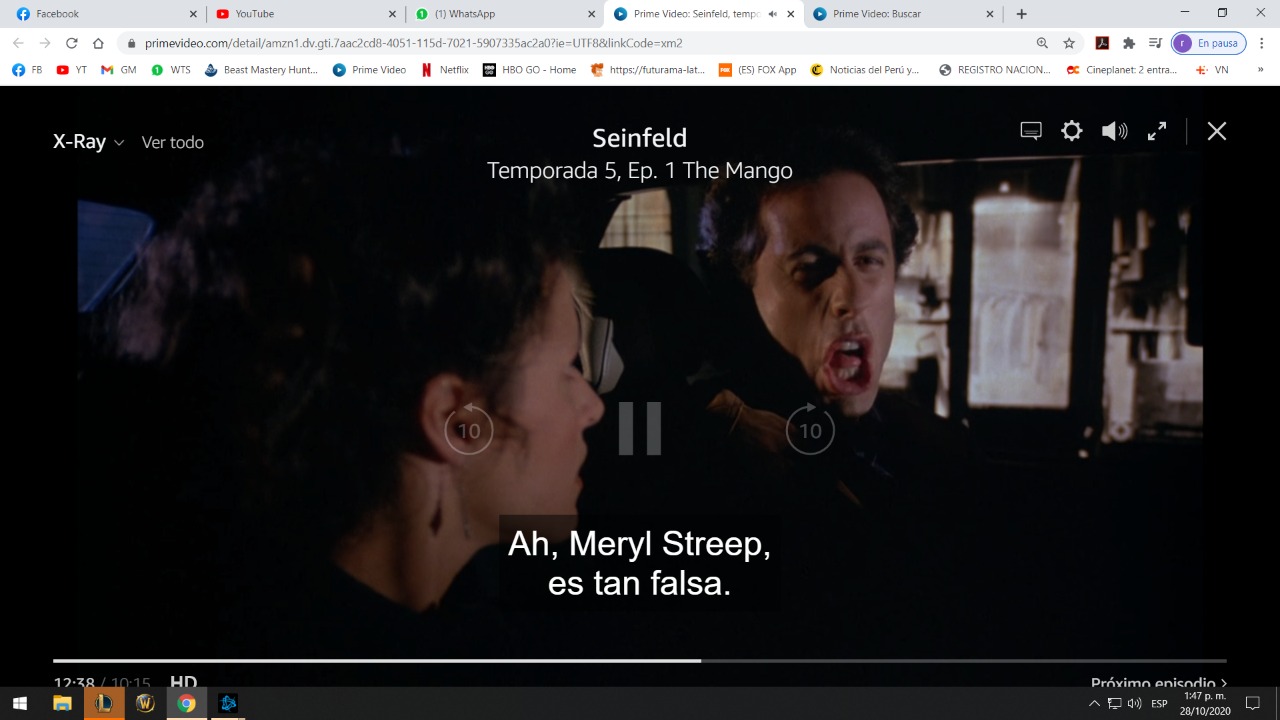 Facebook
YouTube
(1) WhatsApp
Prime Video: Seinfeld, tempo
Prime Video: Buscar
primevideo.com/detail/amzn1.dv.gti.7aac2cd8-4051-115d-7021-5907335ac2a0?ie=UTF8&linkCode=xm2
r
En pausa
FB
YT
GM
WTS
Beast Mastery Hunt...
Prime Video
Netflix
HBO GO - Home
https://futurama-lat...
(ES) FOX App
Noticias del Perú y...
REGISTRO NACION...
Cineplanet: 2 entra...
VN
»
X-Ray
Ver todo
Seinfeld
Temporada 5, Ep. 1 The Mango
10
10
Ah, Meryl Streep,
es tan falsa.
12:38 / 10:15
HD
Próximo episodio
ESP
1:47 p. m.
28/10/2020